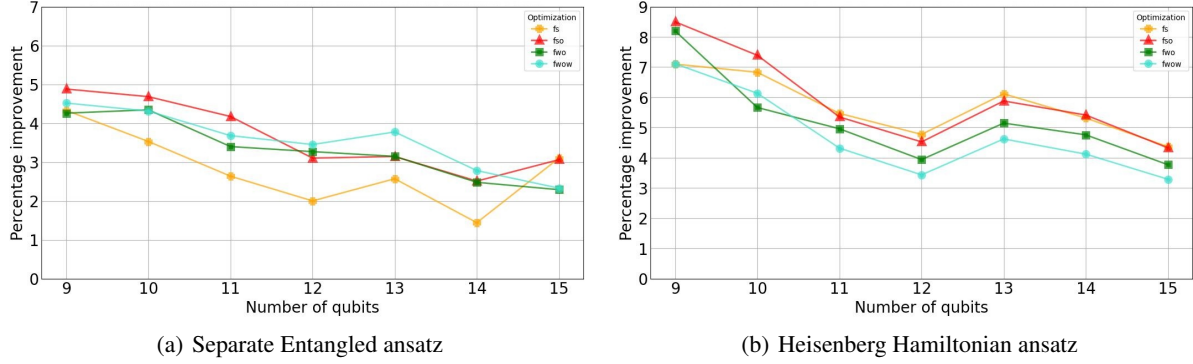 7
6
5
4
3
2
1
0
Percentage improvement
Optimization
fs
fso
fwo
fwow
9 10 11 12 13 14 15
Number of qubits
(a) Separate Entangled ansatz
9
8
7
6
5
4
3
2
1
0
Percentage improvement
Optimization
fs
fso
fwo
fwow
9 10 11 12 13 14 15
Number of qubits
(b) Heisenberg Hamiltonian ansatz